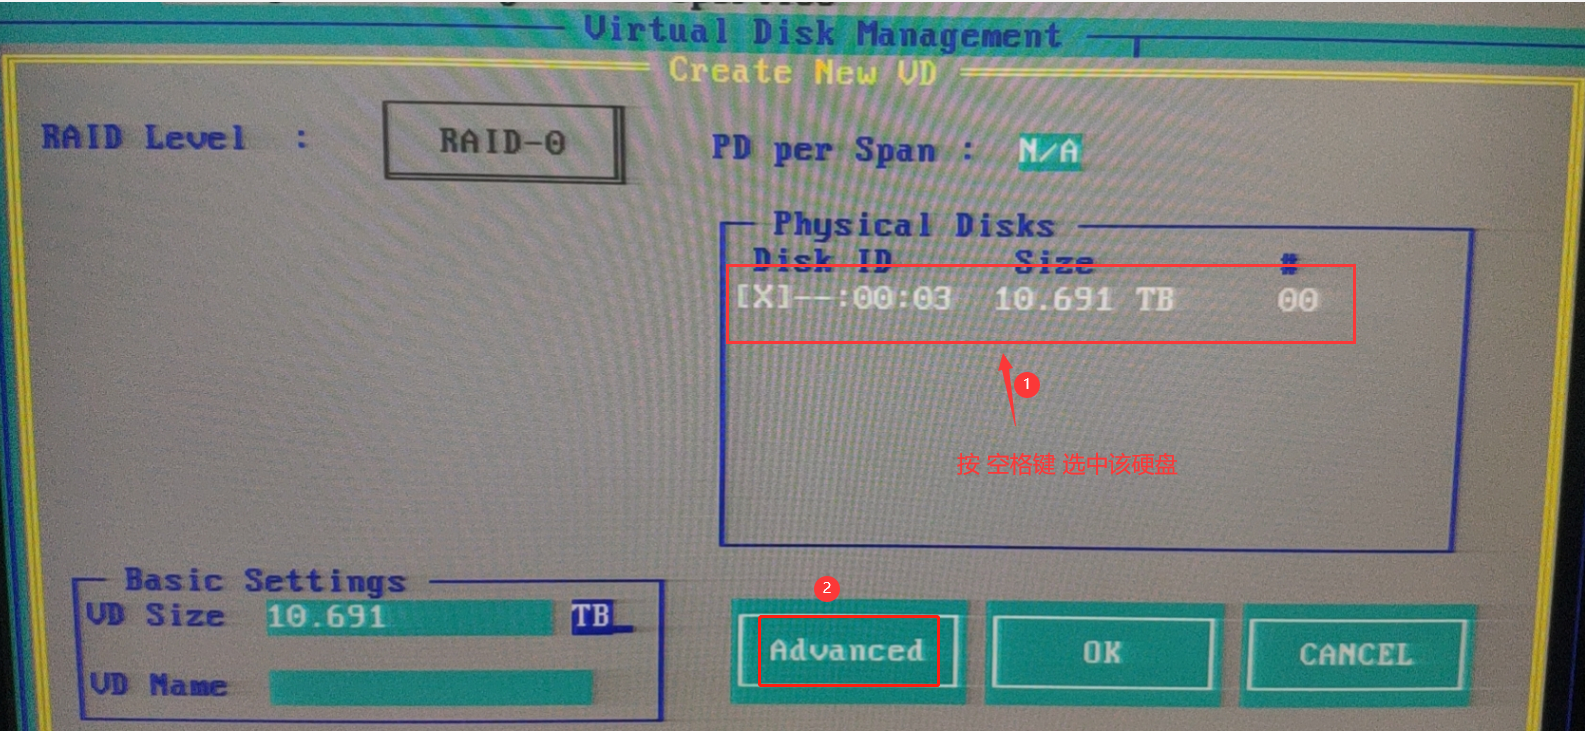 Virtual Disk Management
Create New VD
RAID Level :
RAID-0
PD per Span : N/A
Physical Disks
Disk ID Size #
[X]--:00:03 10.691 TB 00
1
按 空格键 选中该硬盘
Basic Settings
VD Size 10.691 TB
VD Name
2
Advanced
OK
CANCEL